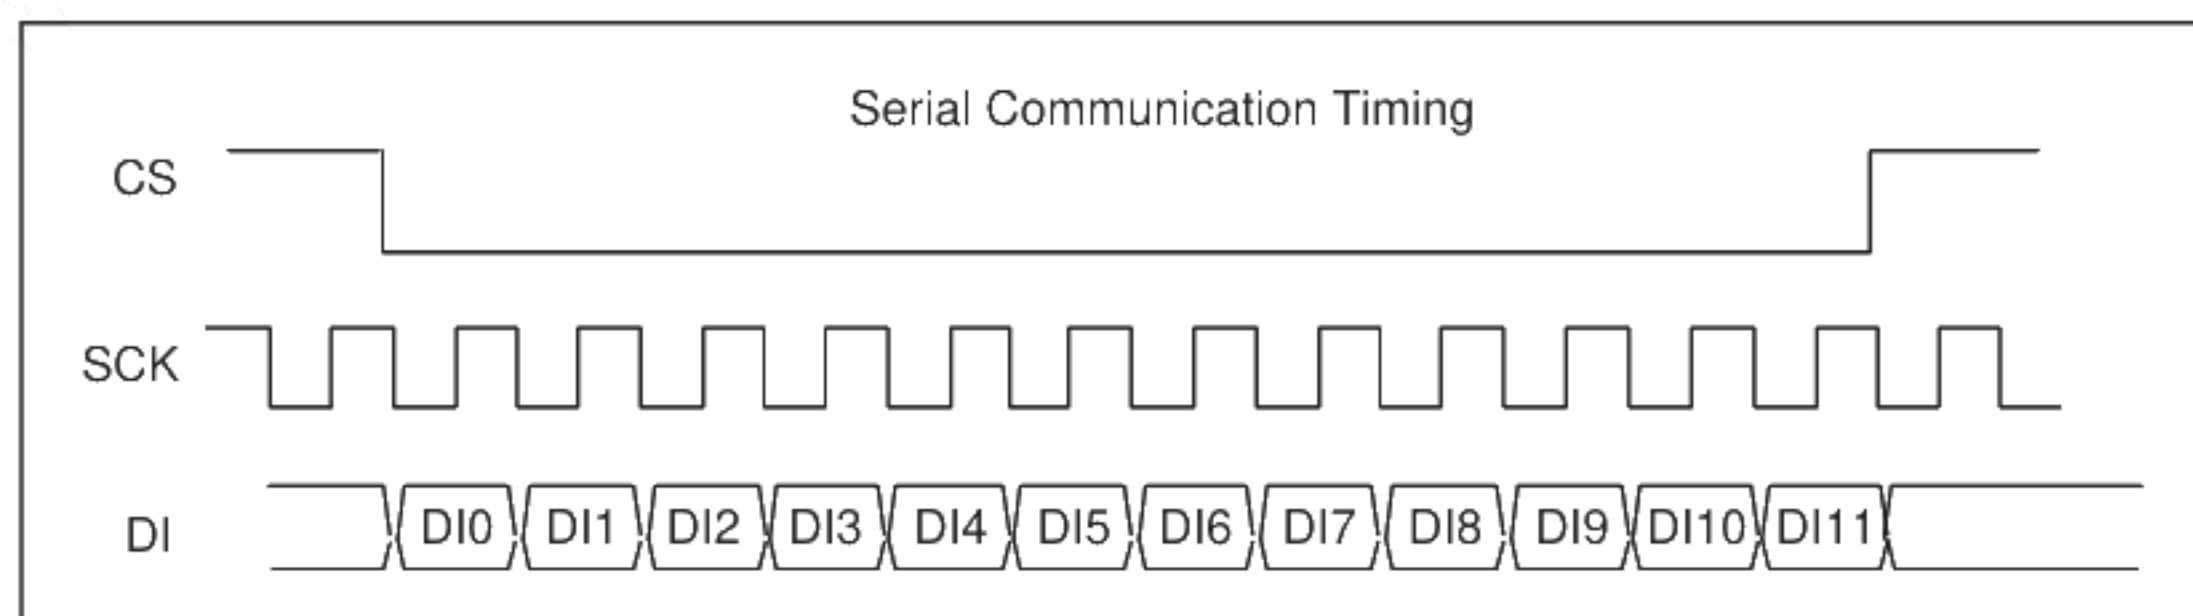 Serial Communication Timing
CS
SCK
DI DI0 DI1 DI2 DI3 DI4 DI5 DI6 DI7 DI8 DI9 DI10 DI11